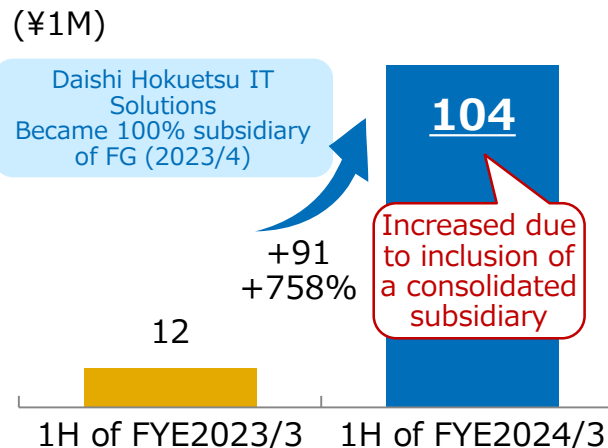 (¥1M)
Daishi Hokuetsu IT
Solutions
Became 100% subsidiary
of FG (2023/4)
104
Increased due
to inclusion of
a consolidated
subsidiary
+91
+758%
12
1H of FYE2023/3
1H of FYE2024/3